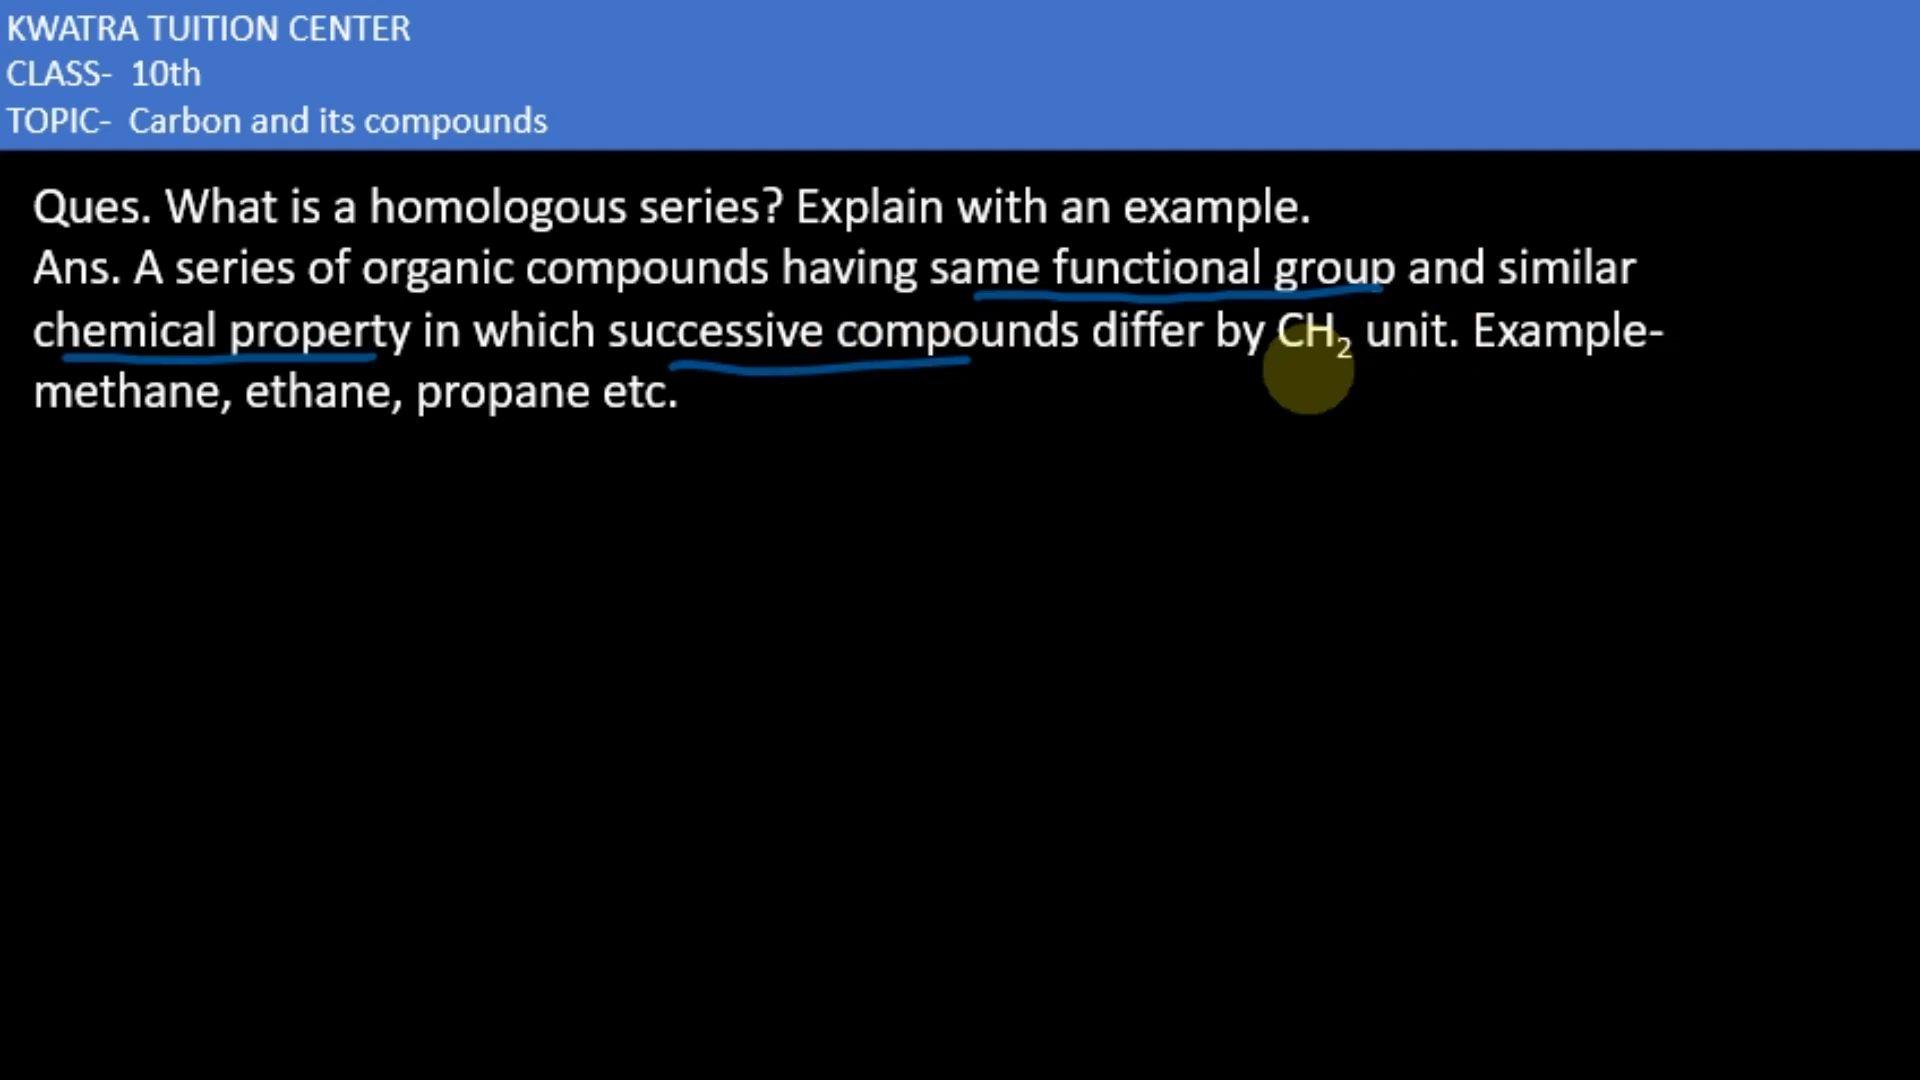 KWATRA TUITION CENTER
CLASS- 10th
TOPIC- Carbon and its compounds
Ques. What is a homologous series? Explain with an example.
Ans. A series of organic compounds having same functional group and similar
chemical property in which successive compounds differ by CH₂ unit. Example-
methane, ethane, propane etc.